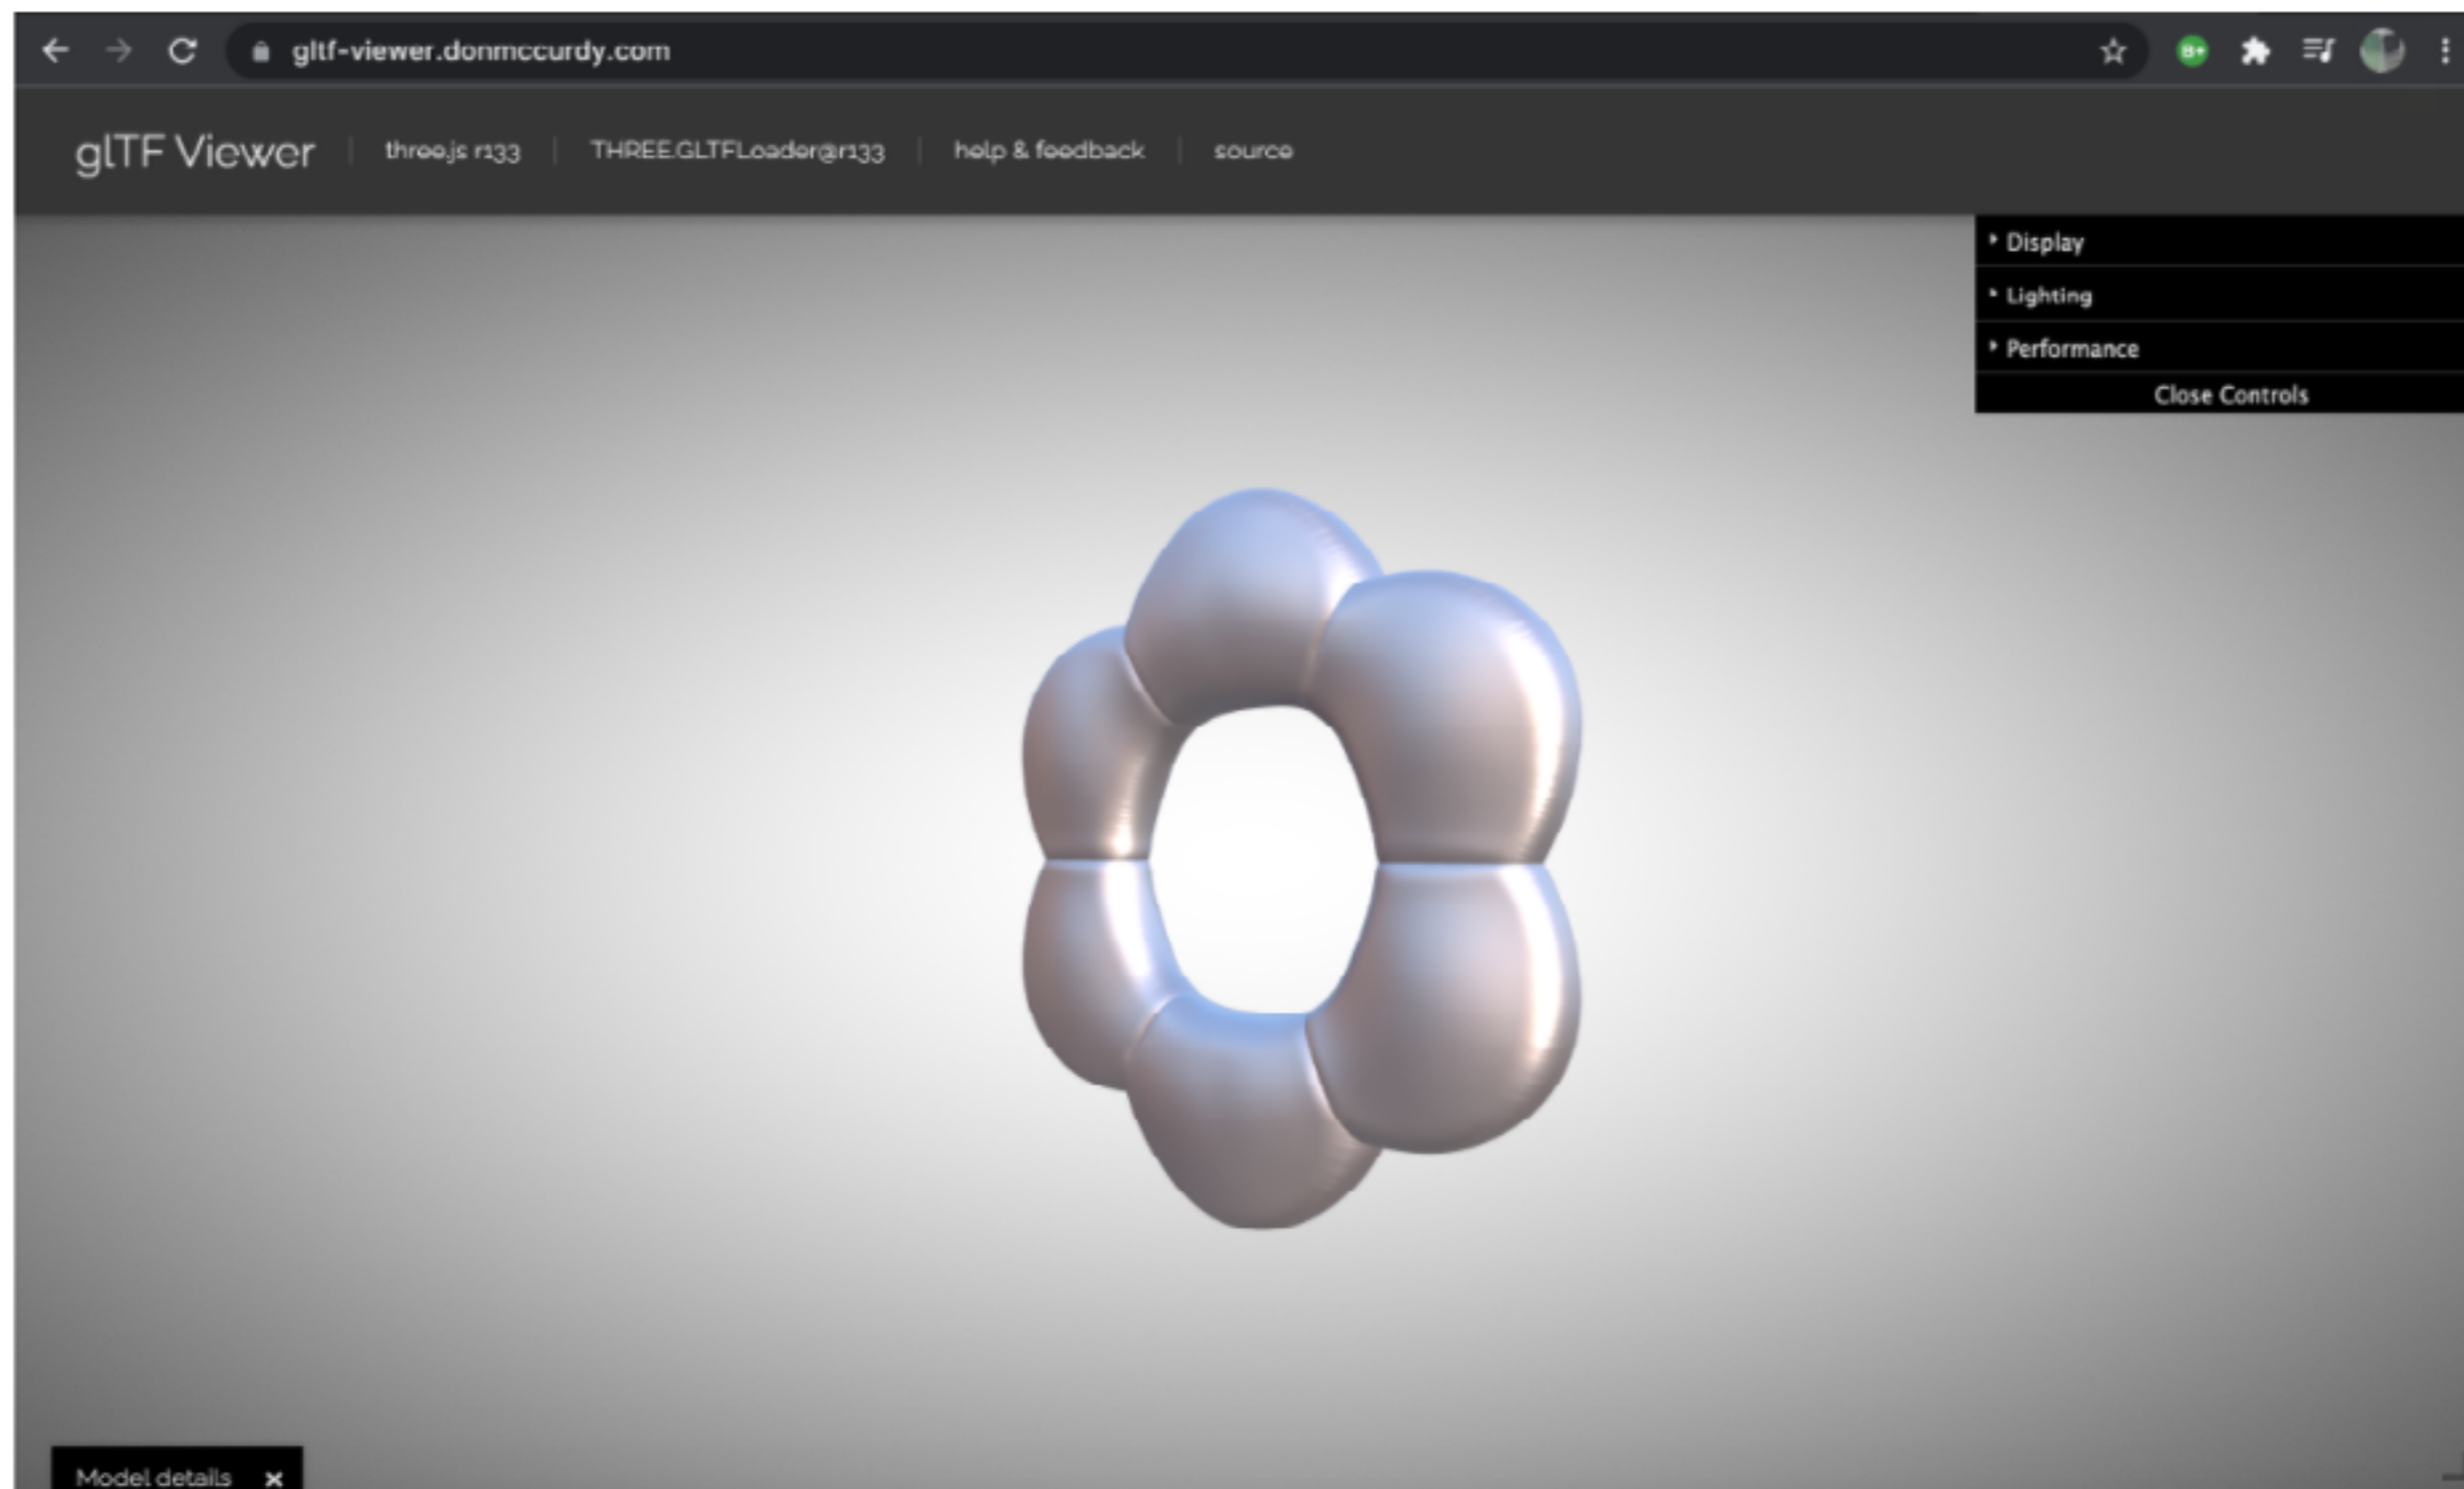 gltf-viewer.donmccurdy.com
B+
glTF Viewer three.js r133 THREE.GLTFLoader@r133 help & feedback source
Display
Lighting
Performance
Close Controls
Model details ×